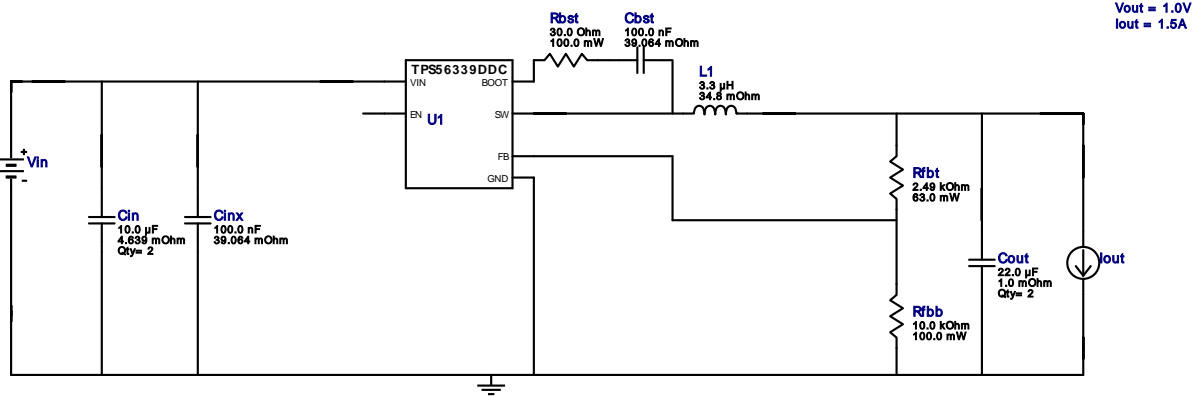 Vout = 1.0V
Iout = 1.5A
Rbst
30.0 Ohm
100.0 mW
Cbst
100.0 nF
39.064 mOhm
TPS56339DDC
VIN
BOOT
EN
U1
SW
FB
GND
L1
3.3 µH
34.8 mOhm
+
Vin
-
Cin
10.0 µF
4.639 mOhm
Qty= 2
Cinx
100.0 nF
39.064 mOhm
Rfbt
2.49 kOhm
63.0 mW
Cout
22.0 µF
1.0 mOhm
Qty= 2
Iout
Rfbb
10.0 kOhm
100.0 mW